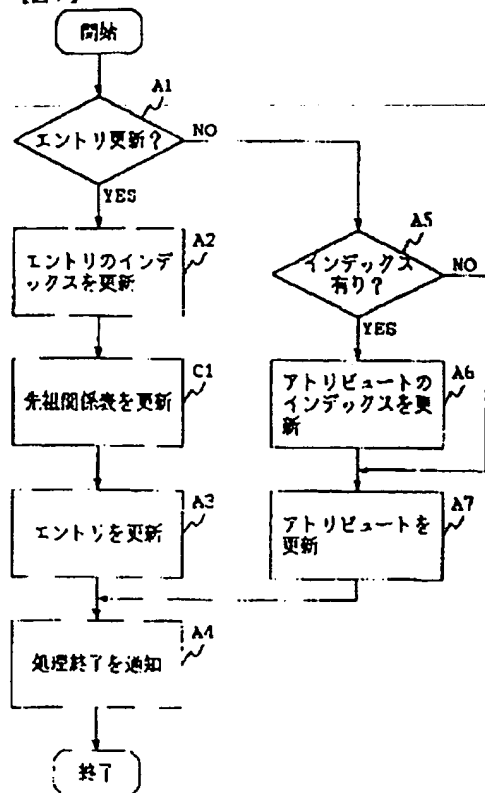 開始
A1
エントリ更新?
NO
YES
A2
エントリのインデ
ックスを更新
C1
先祖関係表を更新
A3
エントリを更新
A4
処理終了を通知
終了
A5
インデックス
有り?
NO
YES
A6
アトリビュートの
インデックスを更
新
A7
アトリビュートを
更新